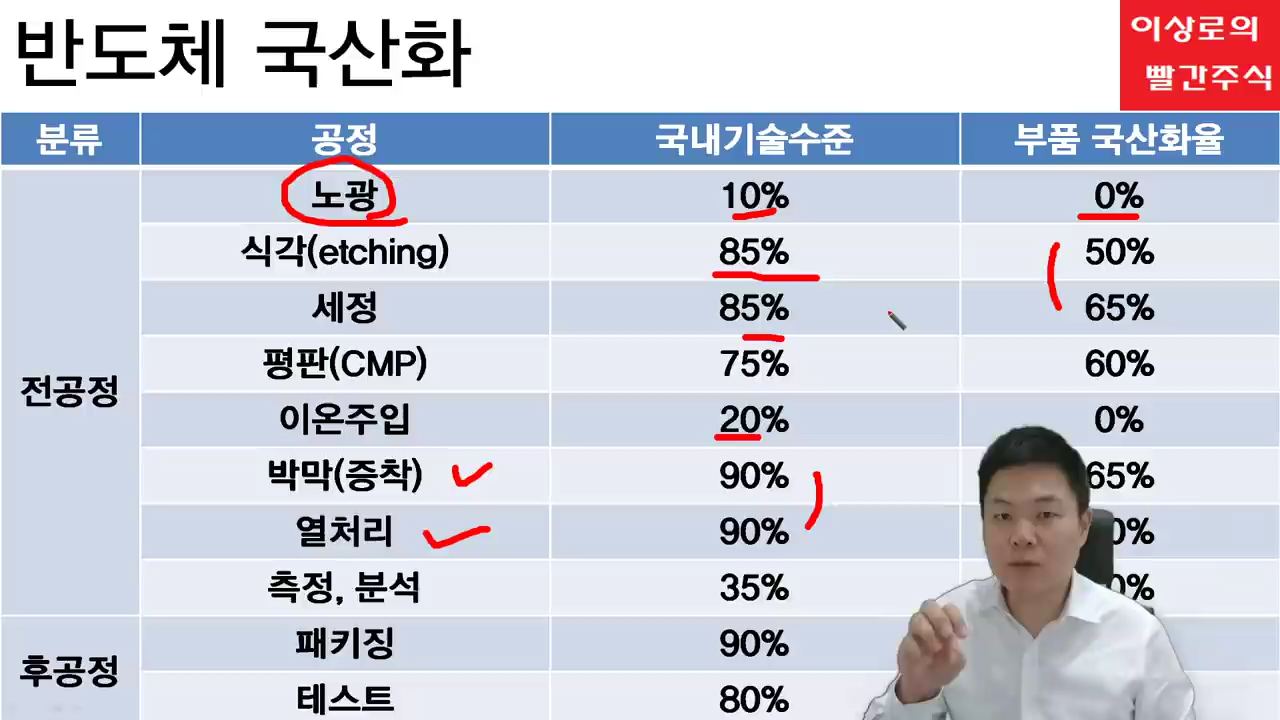 반도체 국산화
이상로의
빨간주식
분류 공정 국내기술수준 부품 국산화율
전공정
노광 10% 0%
식각(etching) 85% 50%
세정 85% 65%
평판(CMP) 75% 60%
이온주입 20% 0%
박막(증착) 90% 65%
열처리 90%
측정, 분석 35%
후공정
패키징 90%
테스트 80%